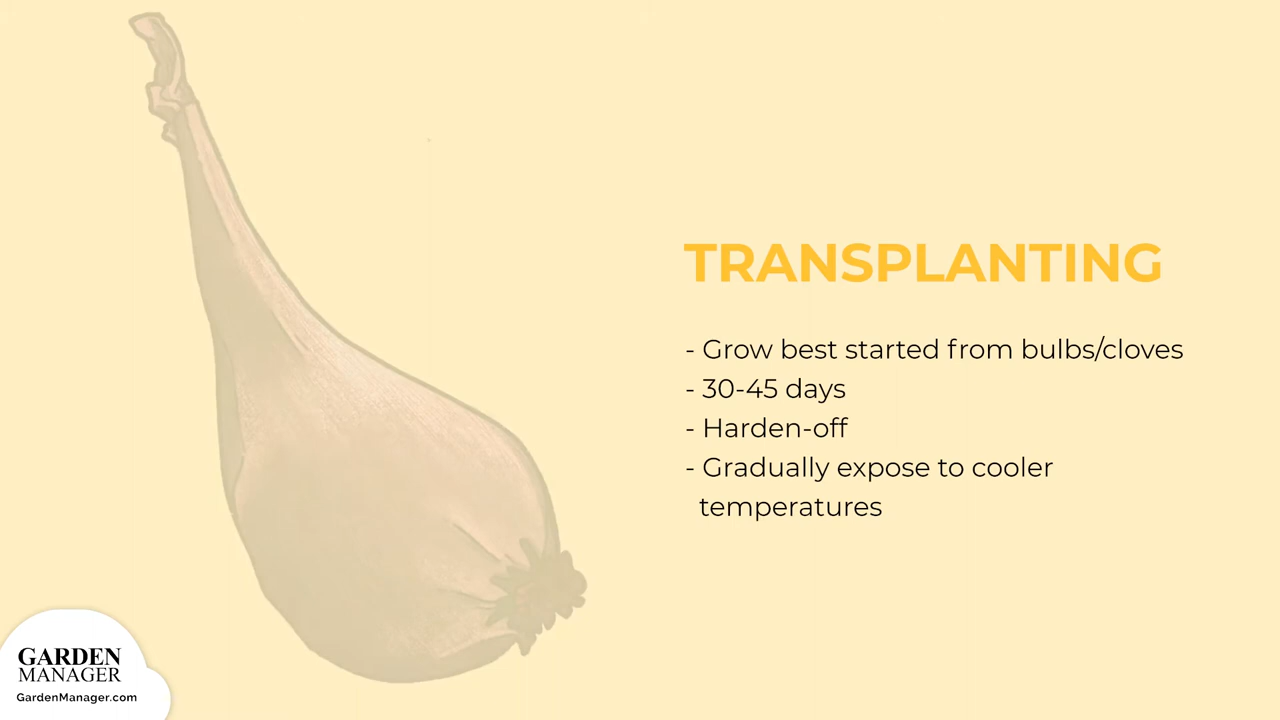 TRANSPLANTING
- Grow best started from bulbs/cloves
- 30-45 days
- Harden-off
- Gradually expose to cooler
temperatures
GARDEN
MANAGER
GardenManager.com